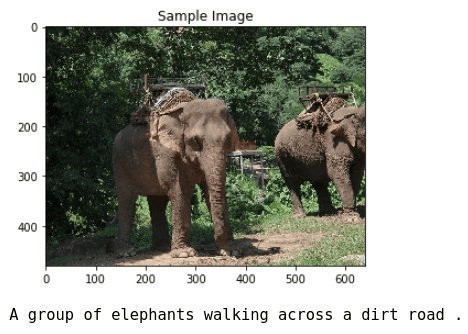 Sample Image
0
100
200
300
400
0 100 200 300 400 500 600
A group of elephants walking across a dirt road .